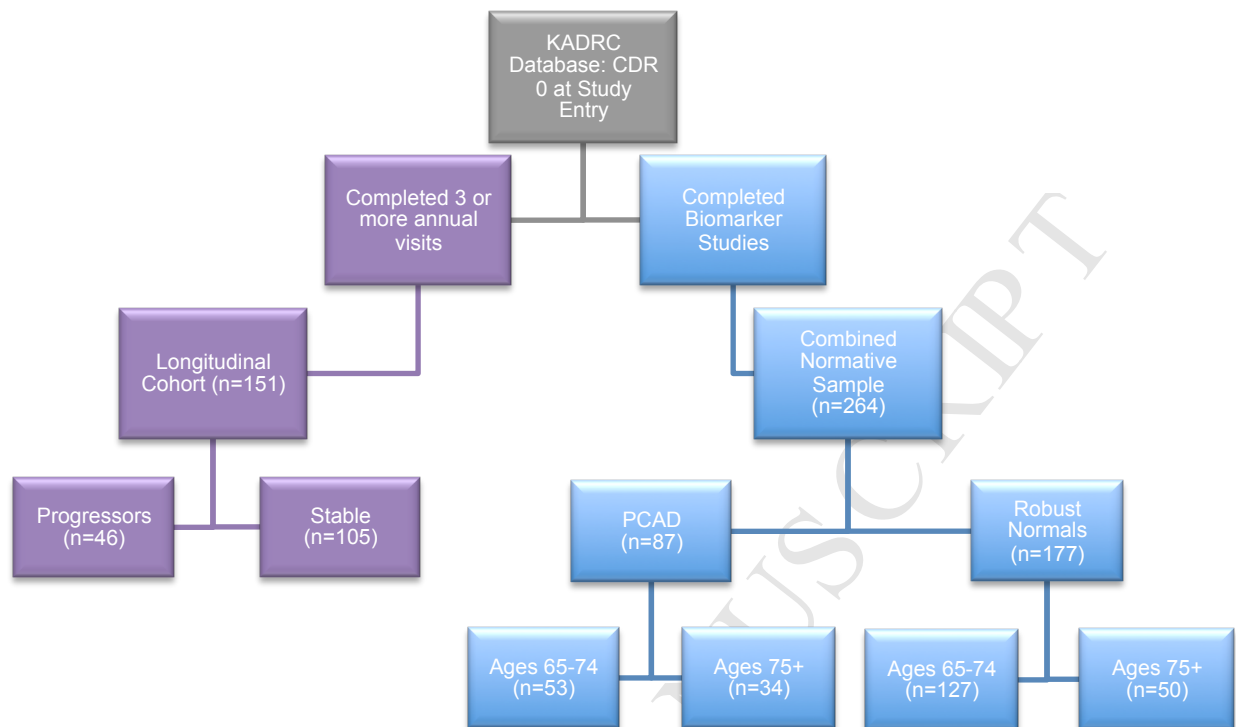 KADRC
Database: CDR
0 at Study
Entry
Completed 3 or
more annual
visits
Completed
Biomarker
Studies
Longitudinal
Cohort (n=151)
Combined
Normative
Sample
(n=264)
Progressors
(n=46)
Stable
(n=105)
PCAD
(n=87)
Robust
Normals
(n=177)
Ages 65-74
(n=53)
Ages 75+
(n=34)
Ages 65-74
(n=127)
Ages 75+
(n=50)